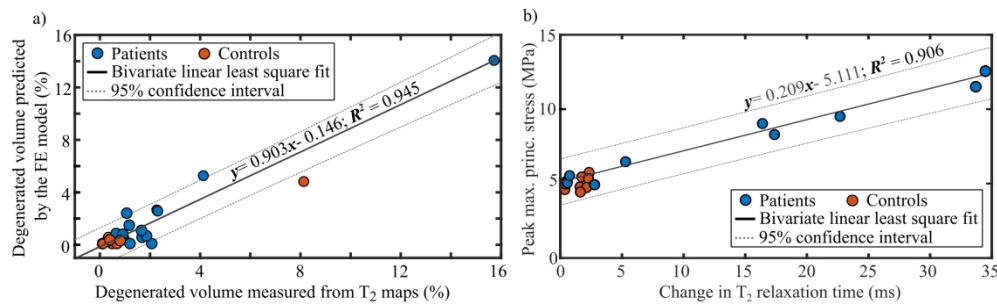 a)
Degenerated volume predicted
by the FE model (%)
16
12
8
4
0
Patients
Controls
Bivariate linear least square fit
95% confidence interval
y= 0.903x- 0.146; R² = 0.945
0
4
8
12
16
Degenerated volume measured from T₂ maps (%)
b)
Peak max. princ. stress (MPa)
15
10
5
0
y= 0.209x- 5.111; R² = 0.906
Patients
Controls
Bivariate linear least square fit
95% confidence interval
0
5
10
15
20
25
30
35
Change in T₂ relaxation time (ms)